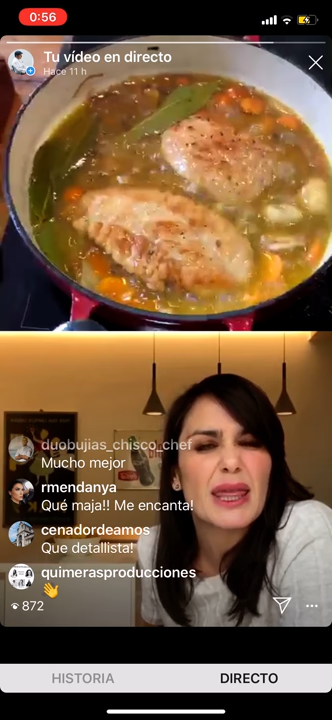 0:56
Tu vídeo en directo
Hace 11 h
duobujias_chisco_chef
Mucho mejor
rmendanya
Qué maja!! Me encanta!
cenadordeamos
Que detallista!
quimerasproducciones
👋
872
HISTORIA
DIRECTO